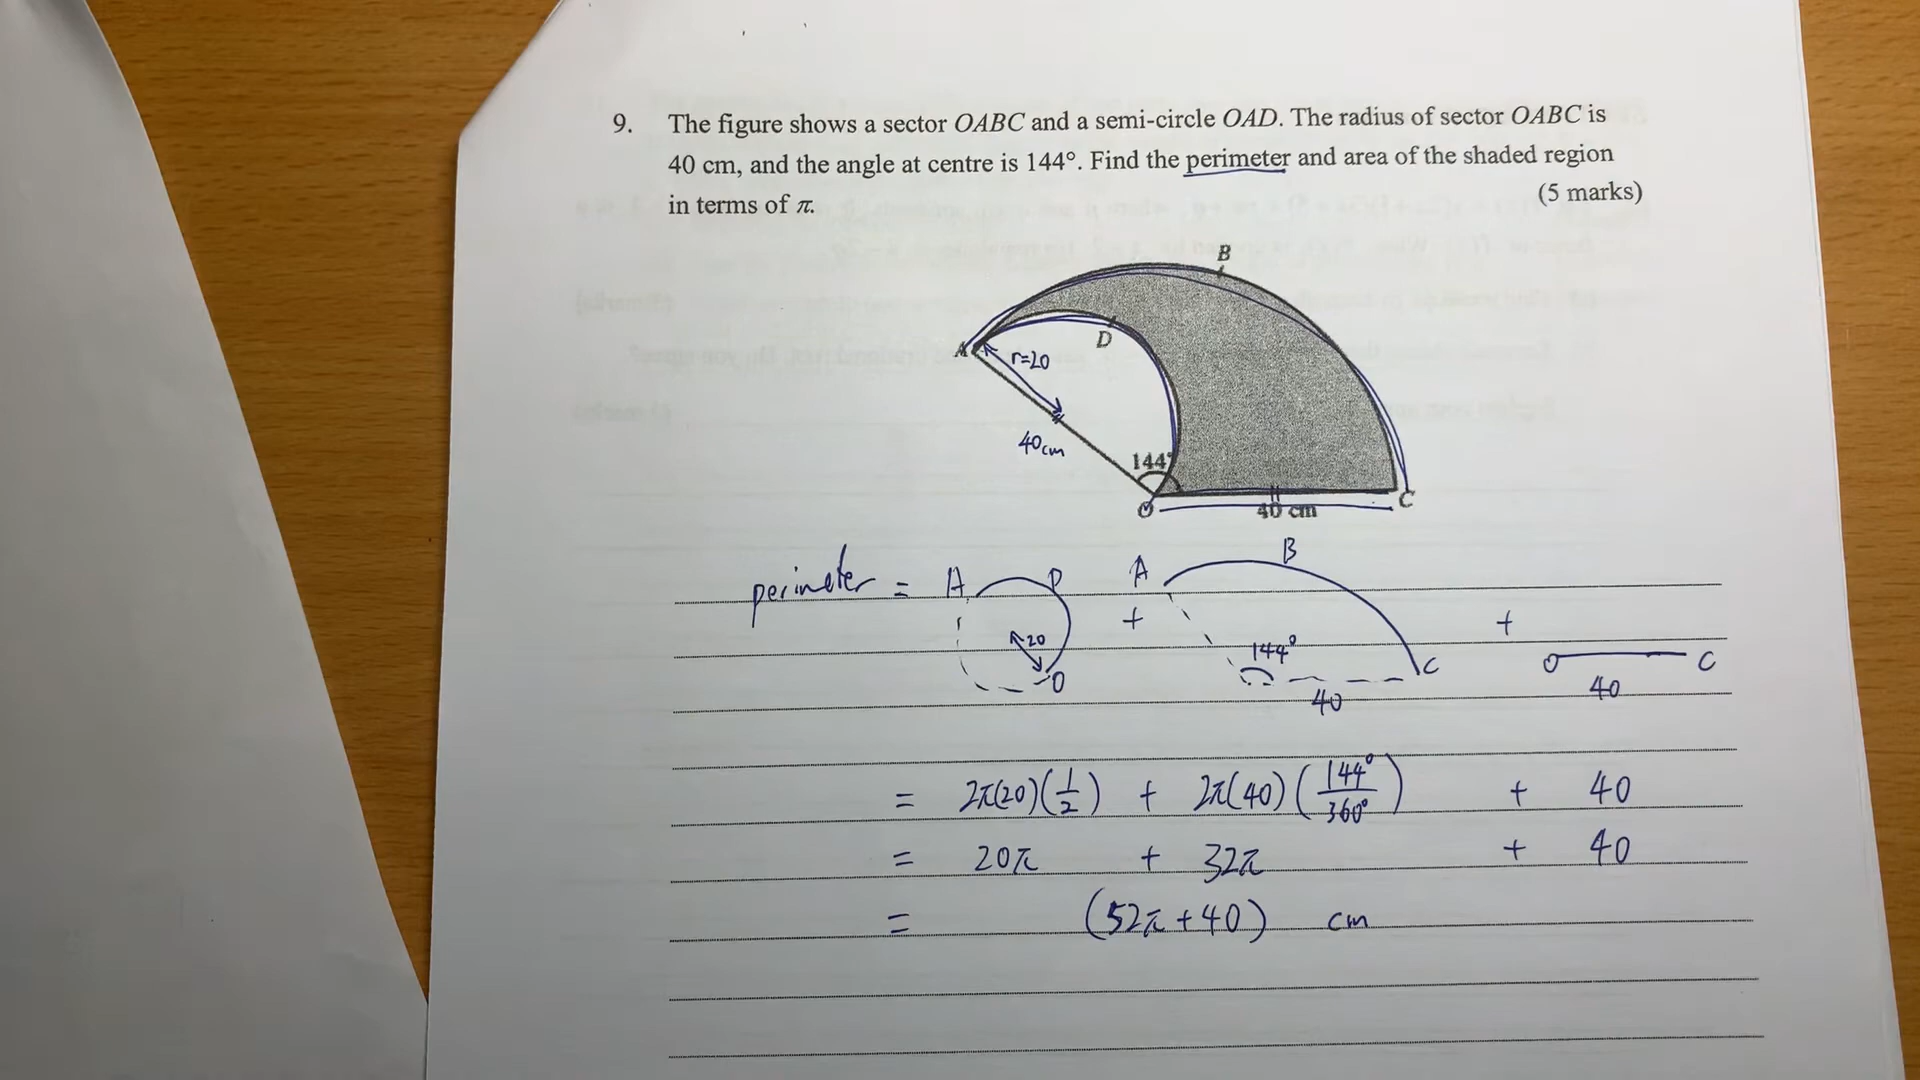 9. The figure shows a sector OABC and a semi-circle OAD. The radius of sector OABC is
40 cm, and the angle at centre is 144°. Find the perimeter and area of the shaded region
in terms of π. (5 marks)
B
A
D
r=20
40cm
144°
O
40 cm
C
perimeter = A D + A B + 
20 144° C O C
O 40 40
= 2π(20)(1/2) + 2π(40)(144°/360°) + 40
= 20π + 32π + 40
= (52π+40) cm